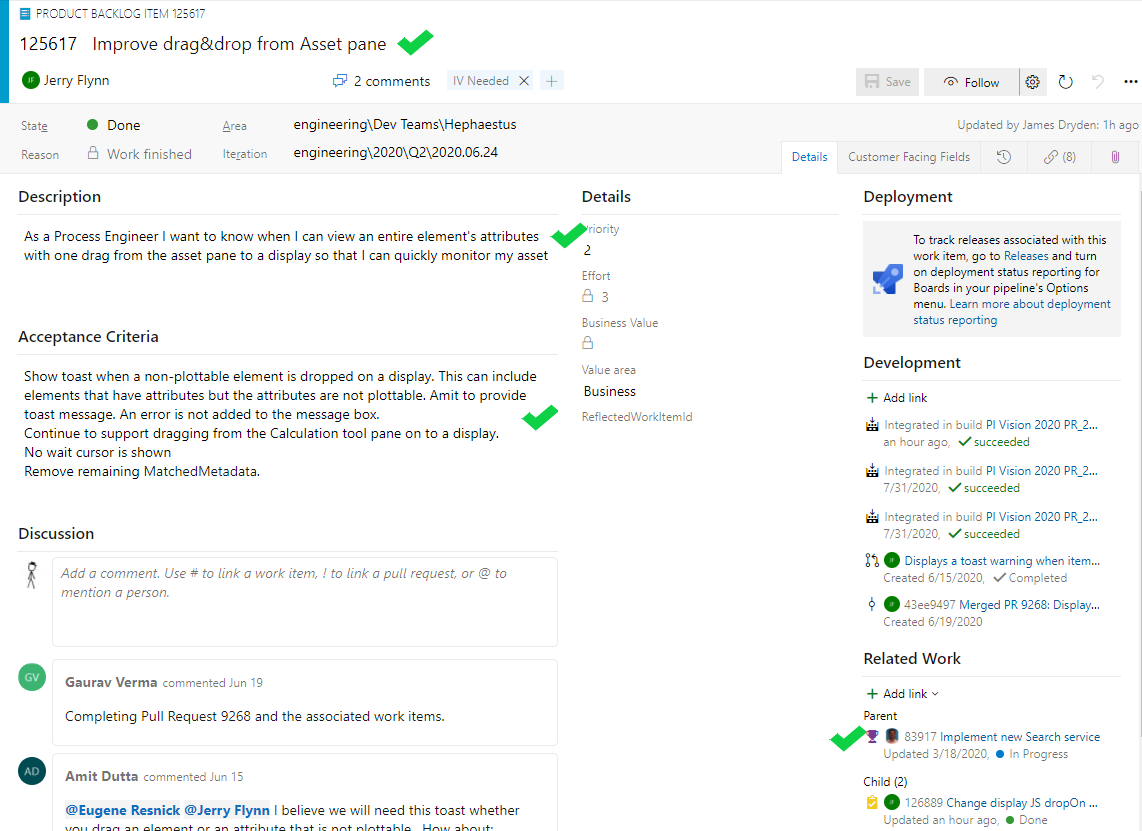 PRODUCT BACKLOG ITEM 125617
125617 Improve drag&drop from Asset pane
JF Jerry Flynn
2 comments
IV Needed
Save
Follow
State
Done
Area
engineering\Dev Teams\Hephaestus
Reason
Work finished
Iteration
engineering\2020\Q2\2020.06.24
Updated by James Dryden: 1h ago
Details
Customer Facing Fields
(8)
Description
As a Process Engineer I want to know when I can view an entire element's attributes
with one drag from the asset pane to a display so that I can quickly monitor my asset
Acceptance Criteria
Show toast when a non-plottable element is dropped on a display. This can include
elements that have attributes but the attributes are not plottable. Amit to provide
toast message. An error is not added to the message box.
Continue to support dragging from the Calculation tool pane on to a display.
No wait cursor is shown
Remove remaining MatchedMetadata.
Discussion
Add a comment. Use # to link a work item, ! to link a pull request, or @ to
mention a person.
GV
Gaurav Verma commented Jun 19
Completing Pull Request 9268 and the associated work items.
AD
Amit Dutta commented Jun 15
@Eugene Resnick @Jerry Flynn I believe we will need this toast whether
you drag an element or an attribute that is not plottable. How about:
Details
Priority
2
Effort
3
Business Value
Value area
Business
ReflectedWorkItemId
Deployment
To track releases associated with this
work item, go to Releases and turn
on deployment status reporting for
Boards in your pipeline's Options
menu. Learn more about deployment
status reporting
Development
Add link
Integrated in build PI Vision 2020 PR_2...
an hour ago, succeeded
Integrated in build PI Vision 2020 PR_2...
7/31/2020, succeeded
Integrated in build PI Vision 2020 PR_2...
7/31/2020, succeeded
JF Displays a toast warning when item...
Created 6/15/2020, Completed
JF 43ee9497 Merged PR 9268: Display...
Created 6/19/2020
Related Work
Add link
Parent
83917 Implement new Search service
Updated 3/18/2020, In Progress
Child (2)
JF 126889 Change display JS dropOn ...
Updated an hour ago, Done